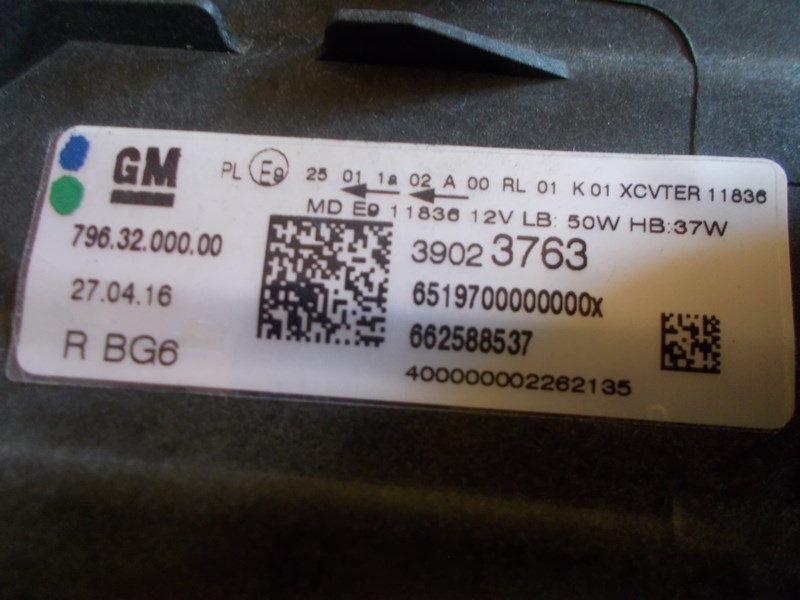 GM
PL E9 25 01 1a 02 A 00 RL 01 K 01 XCVTER 11836
MD E9 11836 12V LB: 50W HB:37W
796.32.000.00
3902 3763
27.04.16
6519700000000x
R BG6
662588537
400000002262135